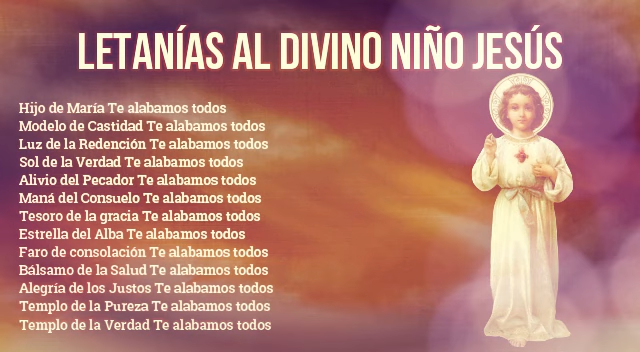 LETANÍAS AL DIVINO NIÑO JESÚS
Hijo de María Te alabamos todos
Modelo de Castidad Te alabamos todos
Luz de la Redención Te alabamos todos
Sol de la Verdad Te alabamos todos
Alivio del Pecador Te alabamos todos
Maná del Consuelo Te alabamos todos
Tesoro de la gracia Te alabamos todos
Estrella del Alba Te alabamos todos
Faro de consolación Te alabamos todos
Bálsamo de la Salud Te alabamos todos
Alegría de los Justos Te alabamos todos
Templo de la Pureza Te alabamos todos
Templo de la Verdad Te alabamos todos